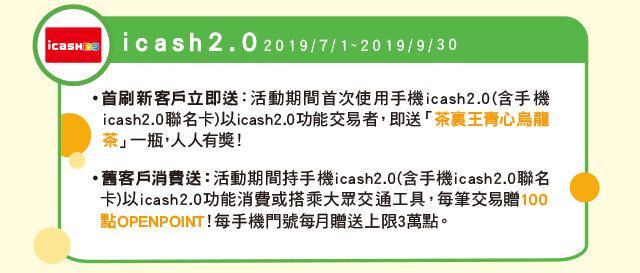 icash2.0
icash2.0 2019/7/1~2019/9/30
•首刷新客戶立即送：活動期間首次使用手機icash2.0(含手機
icash2.0聯名卡)以icash2.0功能交易者，即送「茶裏王青心烏龍
茶」一瓶，人人有獎！
•舊客戶消費送：活動期間持手機icash2.0(含手機icash2.0聯名
卡)以icash2.0功能消費或搭乘大眾交通工具，每筆交易贈100
點OPENPOINT！每手機門號每月贈送上限3萬點。